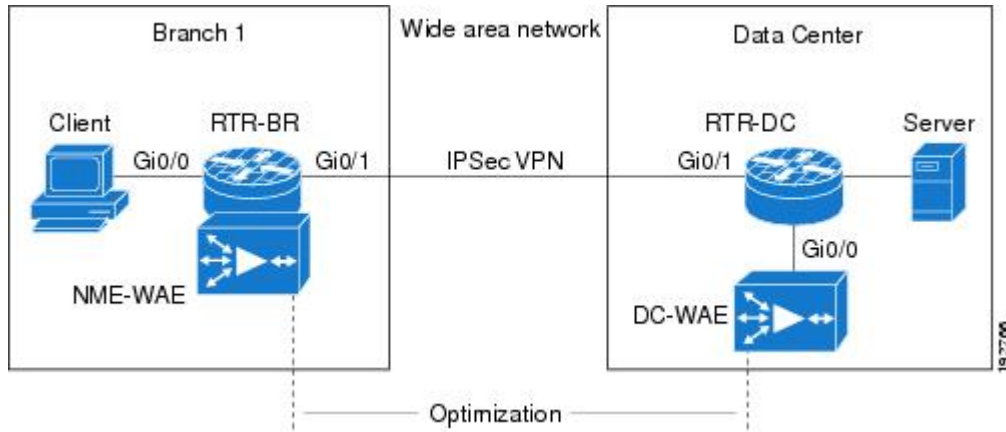 Branch 1
Wide area network
Data Center
Client
RTR-BR
RTR-DC
Server
Gi0/0
Gi0/1
IPSec VPN
Gi0/1
Gi0/0
NME-WAE
DC-WAE
Optimization